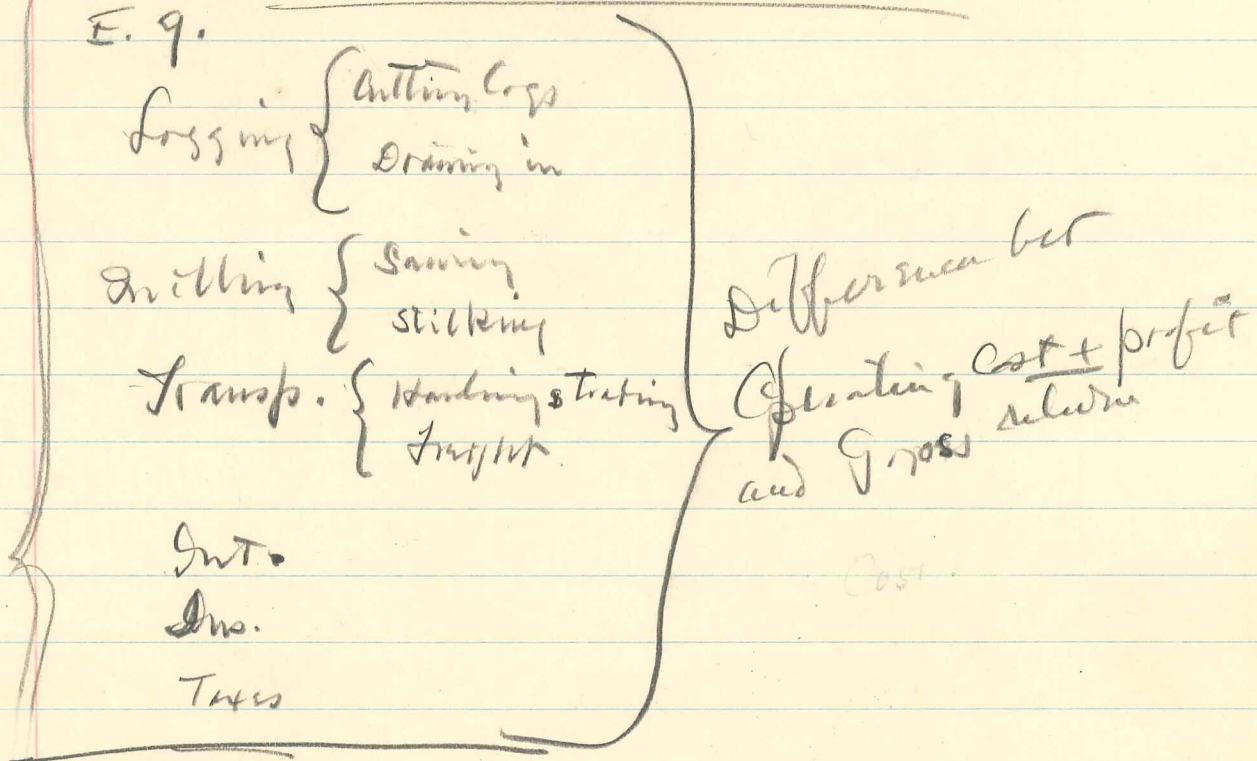 E. g.
Logging { Cutting logs
Drawing in
Milling { Sawing
Sticking
Transp. { Hauling & trading
Freight
Int.
Ins.
Taxes
Difference bet
Operating Cost + profit
and Gross
Cost.